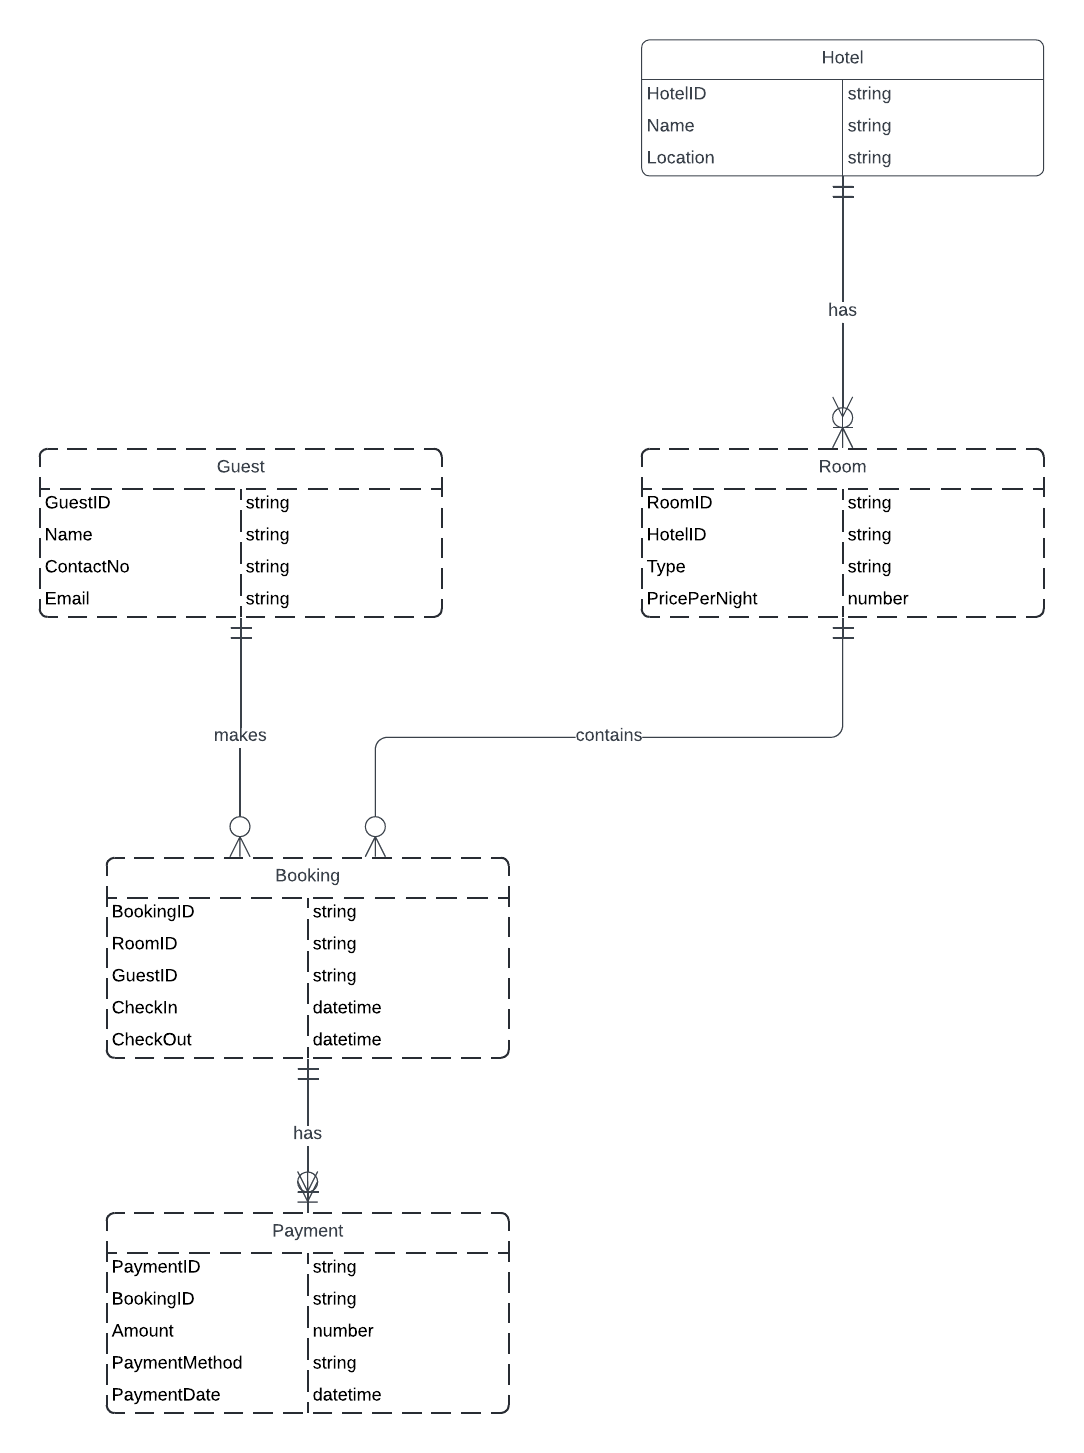 Hotel
HotelID string
Name string
Location string
has
Guest
GuestID string
Name string
ContactNo string
Email string
Room
RoomID string
HotelID string
Type string
PricePerNight number
makes
contains
Booking
BookingID string
RoomID string
GuestID string
CheckIn datetime
CheckOut datetime
has
Payment
PaymentID string
BookingID string
Amount number
PaymentMethod string
PaymentDate datetime